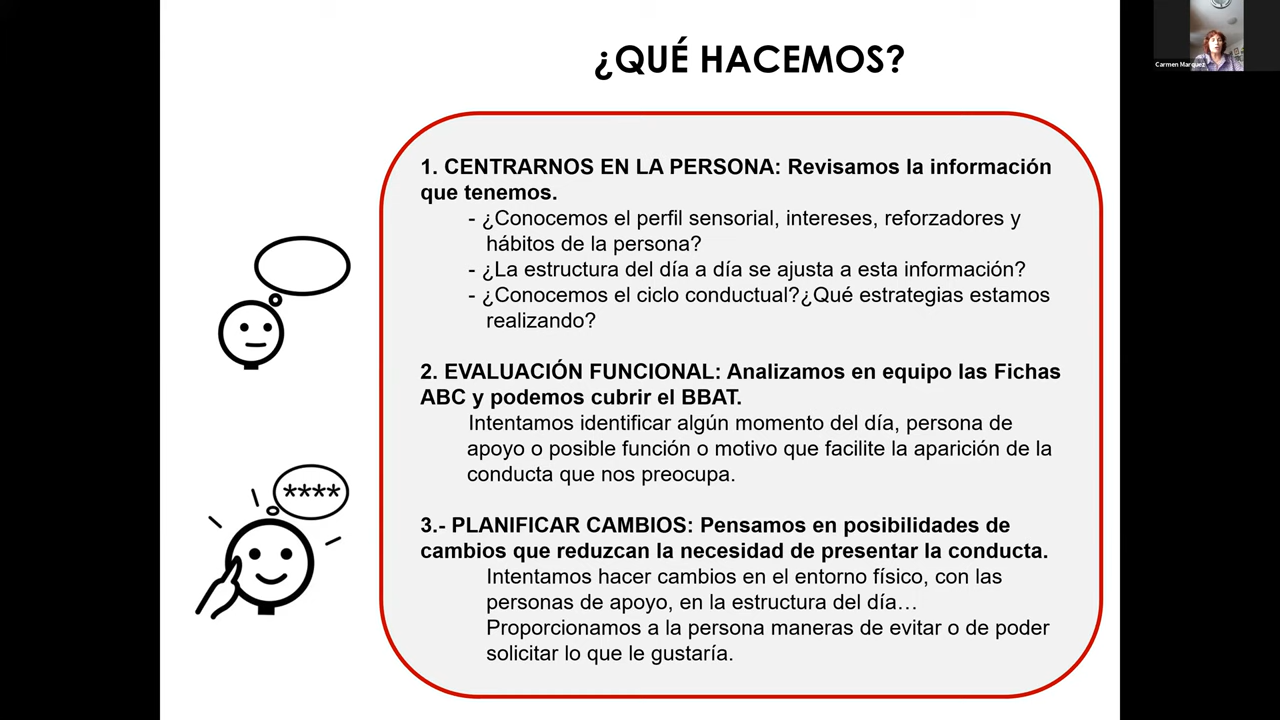 ¿QUÉ HACEMOS?
Carmen Marquez
1. CENTRARNOS EN LA PERSONA: Revisamos la información
que tenemos.
- ¿Conocemos el perfil sensorial, intereses, reforzadores y
hábitos de la persona?
- ¿La estructura del día a día se ajusta a esta información?
- ¿Conocemos el ciclo conductual?¿Qué estrategias estamos
realizando?
2. EVALUACIÓN FUNCIONAL: Analizamos en equipo las Fichas
ABC y podemos cubrir el BBAT.
Intentamos identificar algún momento del día, persona de
apoyo o posible función o motivo que facilite la aparición de la
conducta que nos preocupa.
****
3.- PLANIFICAR CAMBIOS: Pensamos en posibilidades de
cambios que reduzcan la necesidad de presentar la conducta.
Intentamos hacer cambios en el entorno físico, con las
personas de apoyo, en la estructura del día…
Proporcionamos a la persona maneras de evitar o de poder
solicitar lo que le gustaría.